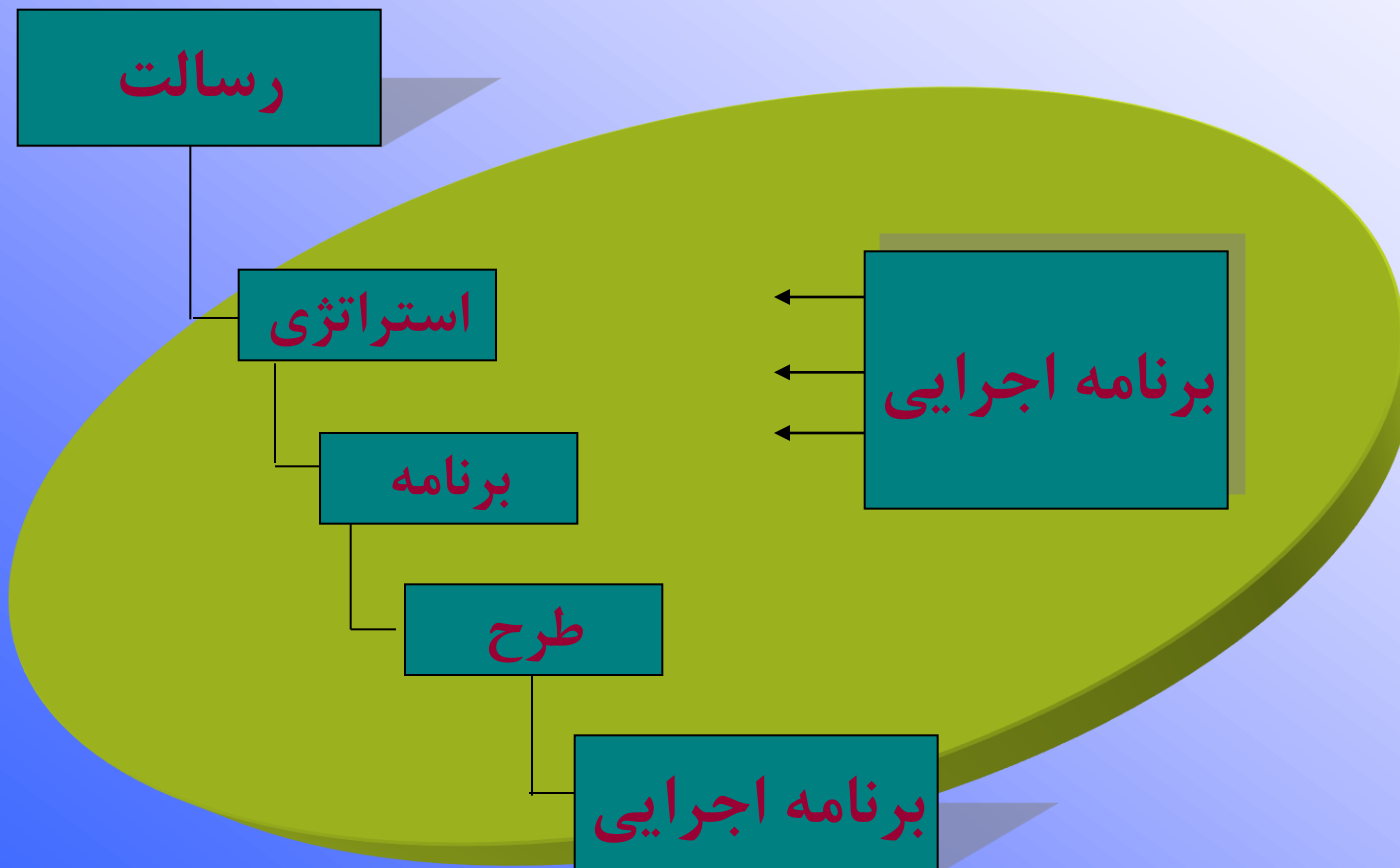 رسالت
استراتژی
برنامه اجرایی
برنامه
طرح
برنامه اجرایی